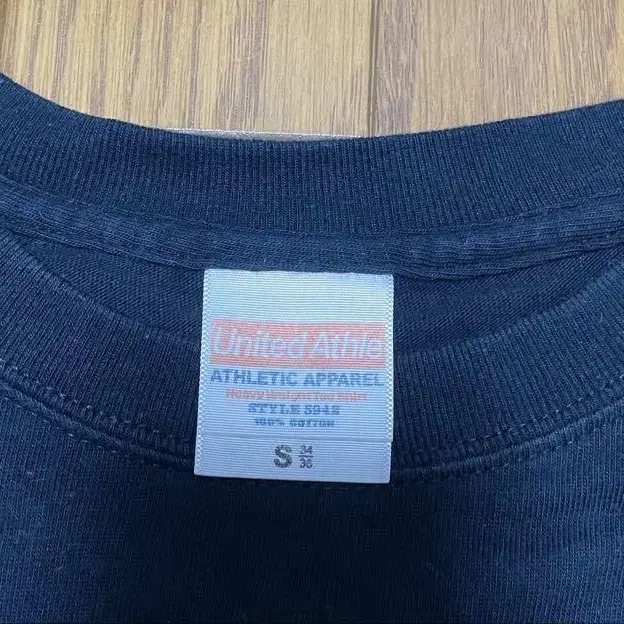 United Athle
ATHLETIC APPAREL
Heavy Weight Tee Shirt
STYLE 5942
100% COTTON
S 34
36